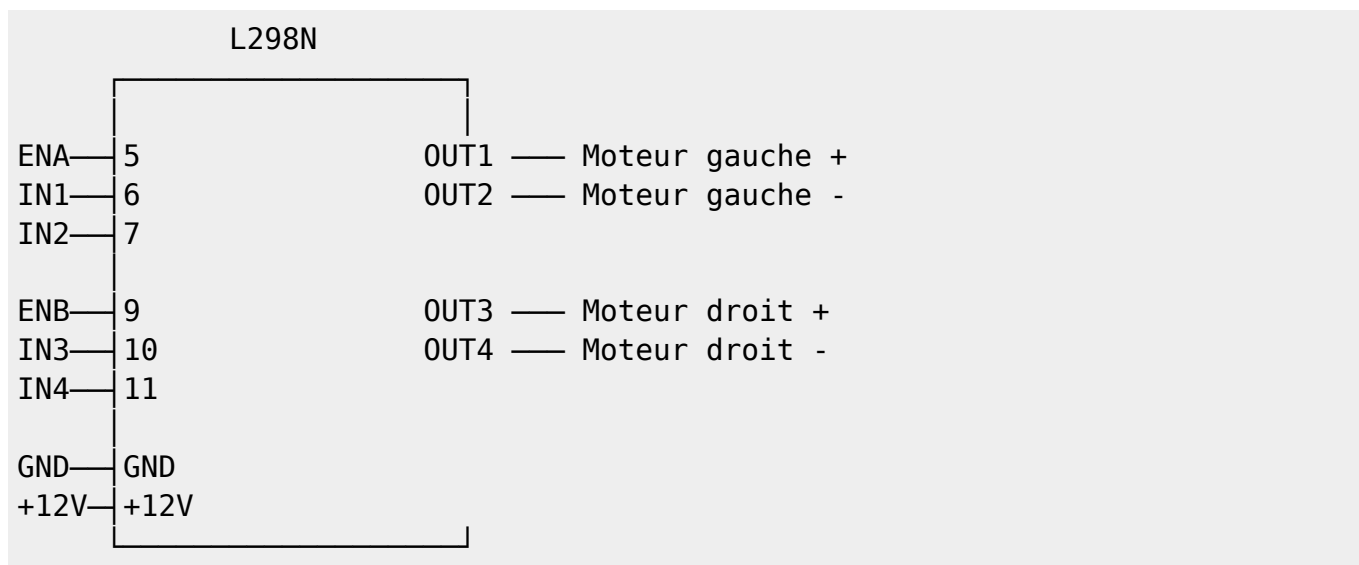 L298N
ENA 5 OUT1 Moteur gauche +
IN1 6 OUT2 Moteur gauche -
IN2 7
ENB 9 OUT3 Moteur droit +
IN3 10 OUT4 Moteur droit -
IN4 11
GND GND
+12V +12V